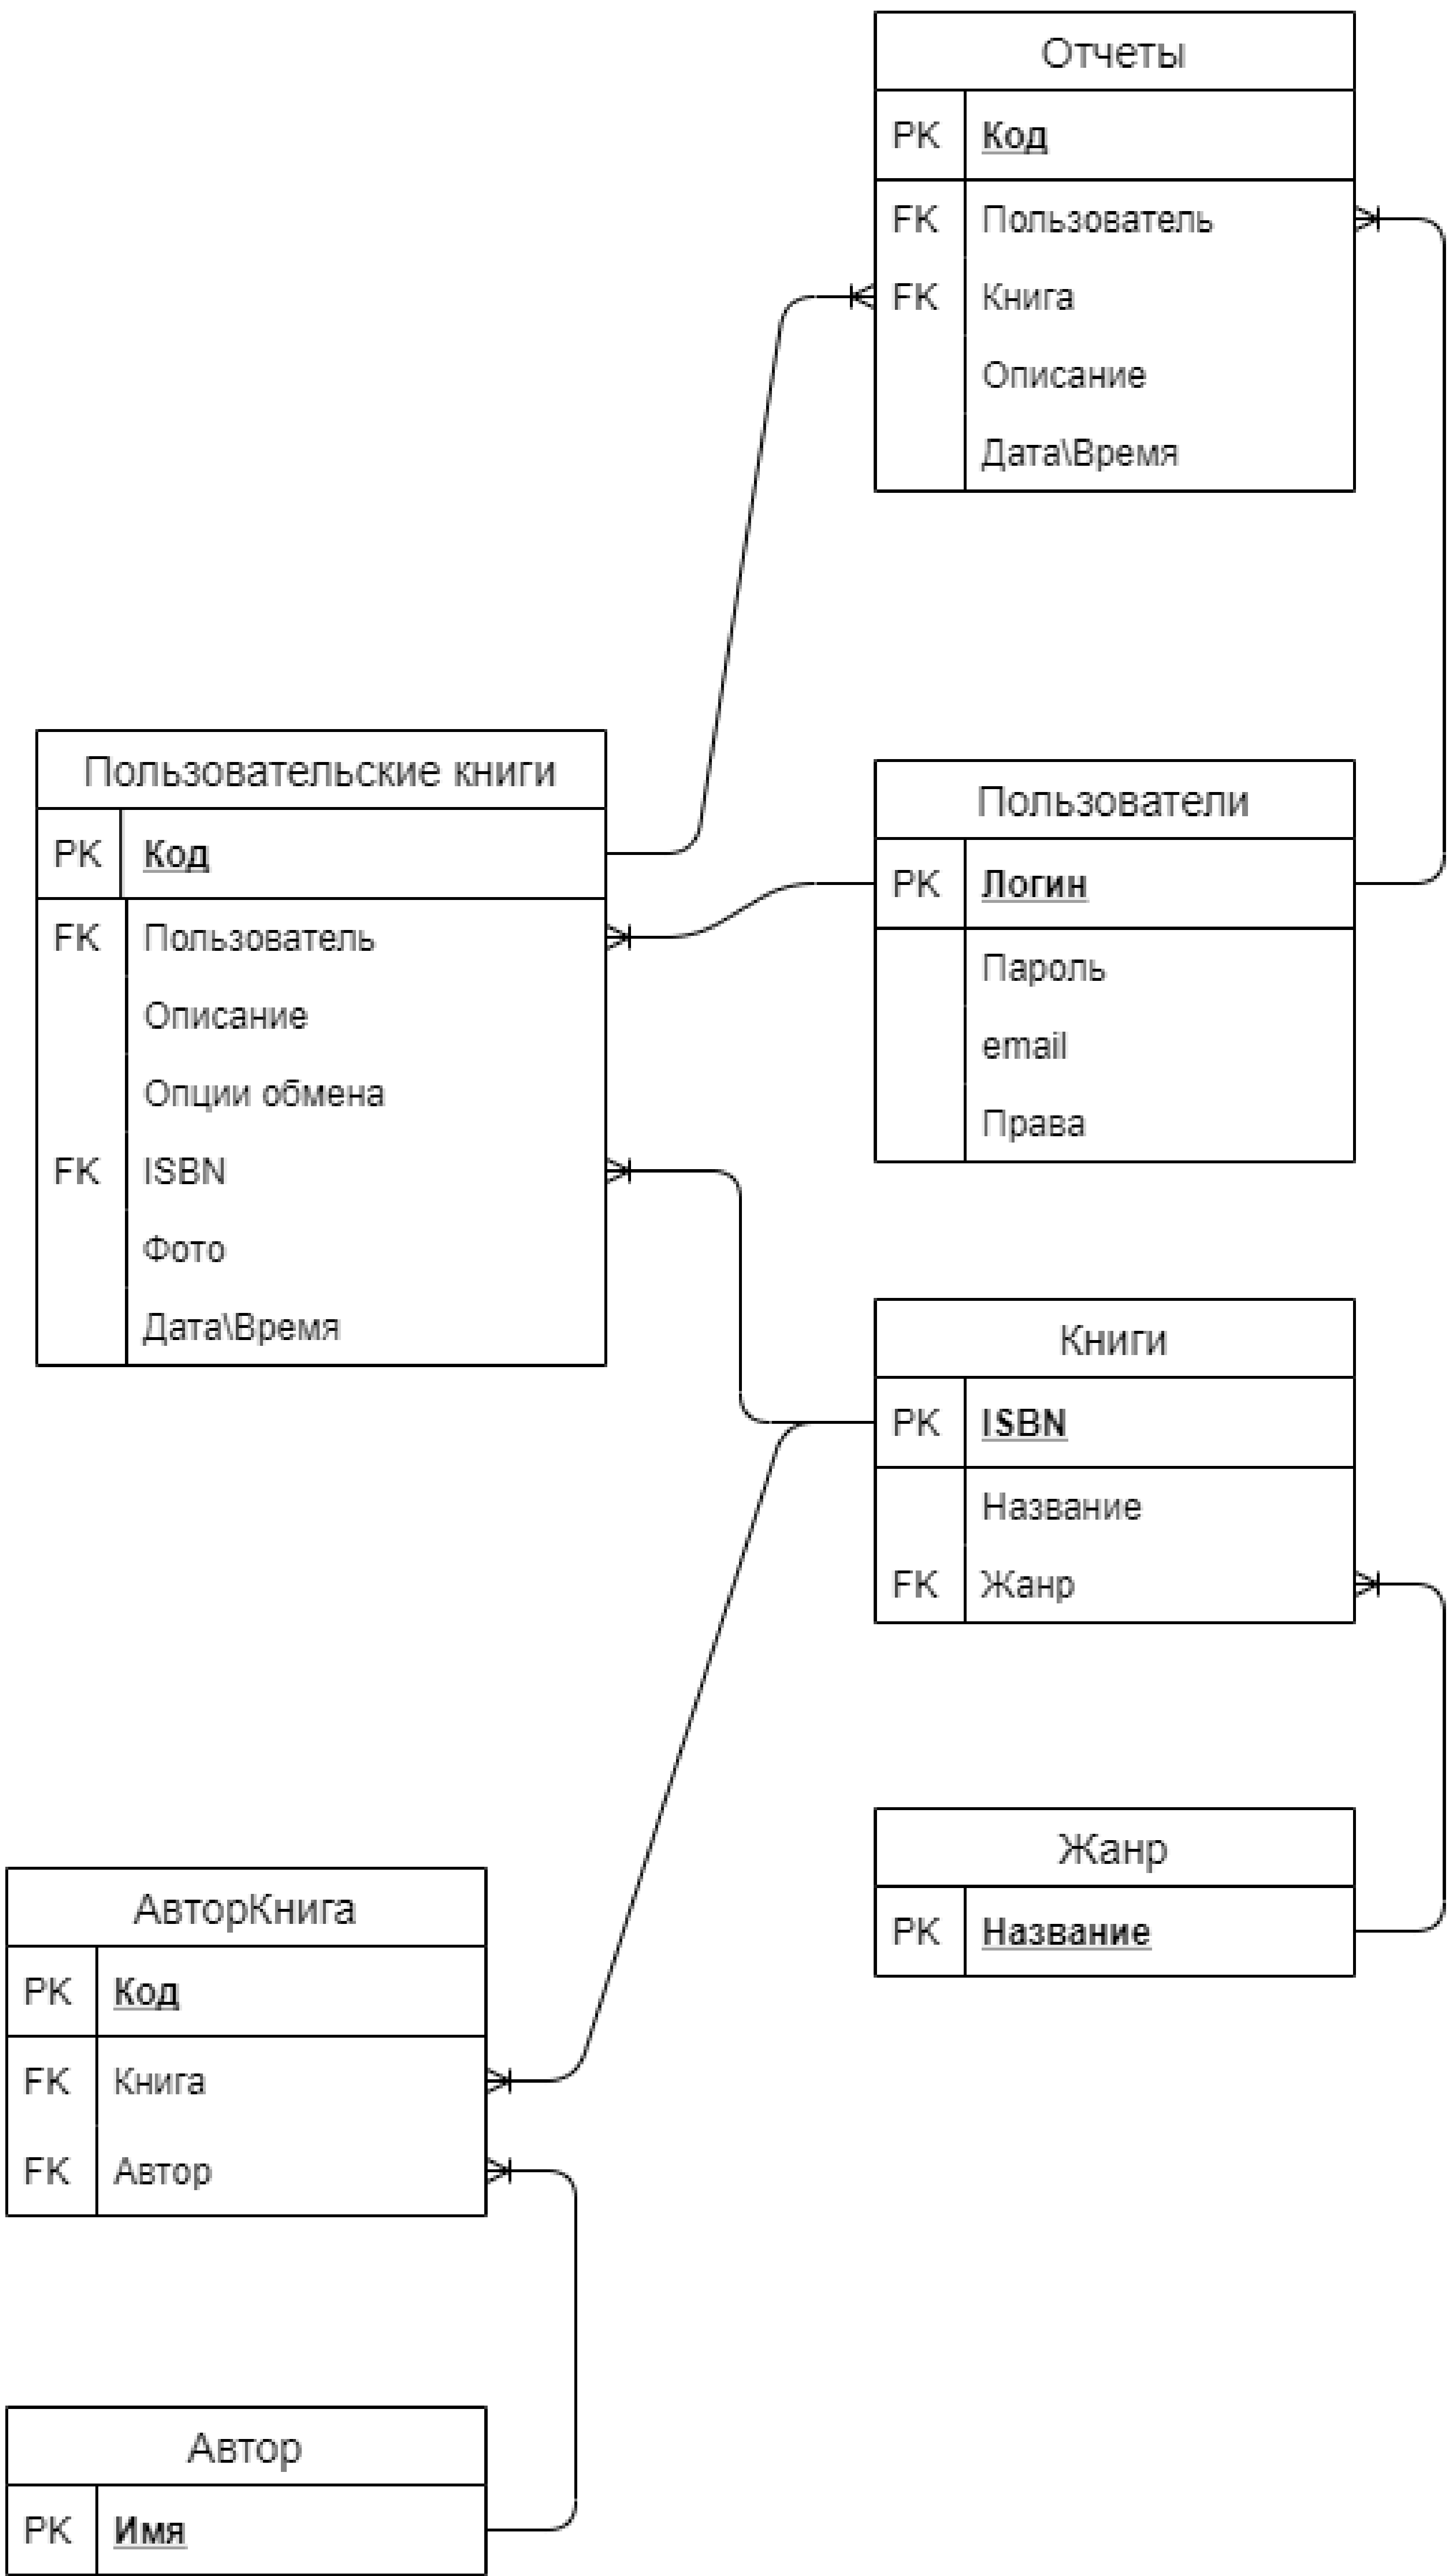 Отчеты
PK Код
FK Пользователь
FK Книга
Описание
Дата\Время
Пользовательские книги
PK Код
FK Пользователь
Описание
Опции обмена
FK ISBN
Фото
Дата\Время
Пользователи
PK Логин
Пароль
email
Права
Книги
PK ISBN
Название
FK Жанр
Жанр
PK Название
АвторКнига
PK Код
FK Книга
FK Автор
Автор
PK Имя